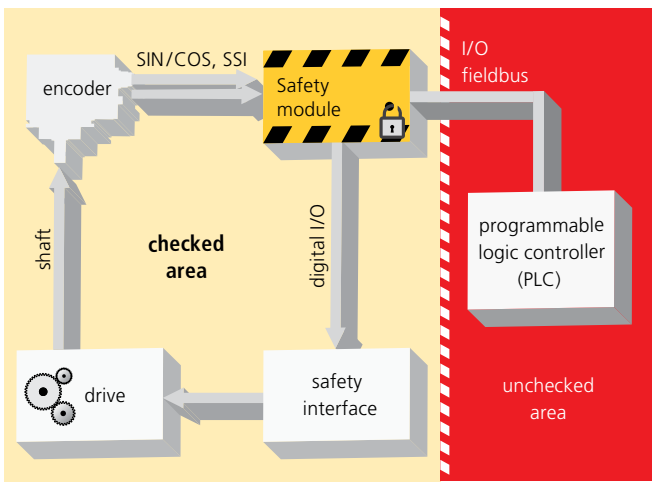 SIN/COS, SSI
encoder
Safety
module
I/O
fieldbus
shaft
checked
area
digital I/O
programmable
logic controller
(PLC)
drive
safety
interface
unchecked
area